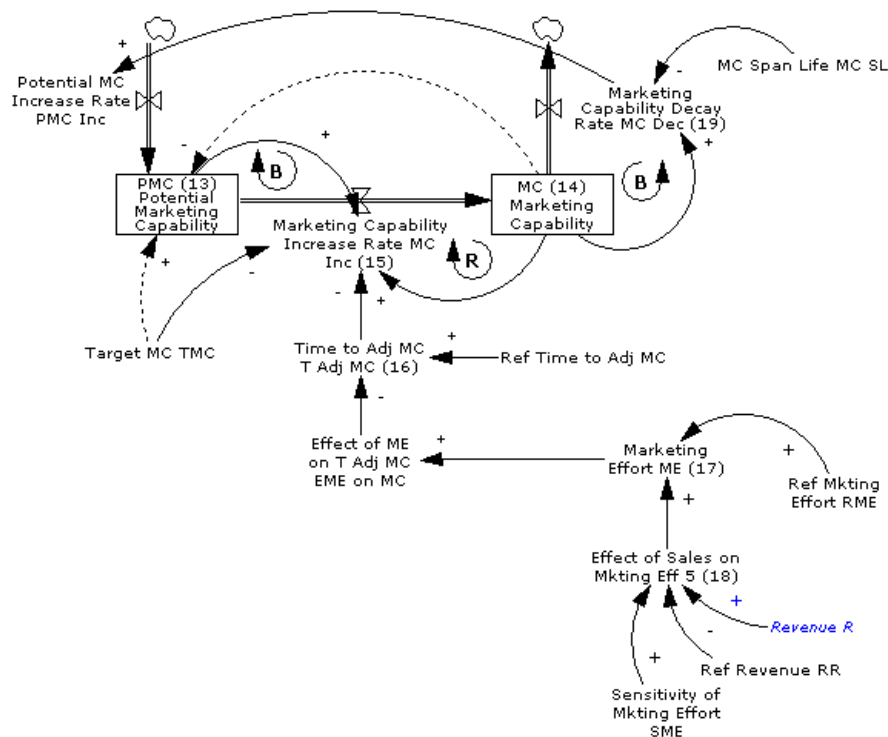 +
Potential MC
Increase Rate
PMC Inc
MC Span Life MC SL
-
Marketing
Capability Decay
Rate MC Dec (19)
+
-
+
B
B
PMC (13)
Potential
Marketing
Capability
MC (14)
Marketing
Capability
Marketing Capability
Increase Rate MC
Inc (15)
R
+
-
-
+
Target MC TMC
Time to Adj MC
T Adj MC (16)
+
Ref Time to Adj MC
-
Effect of ME
on T Adj MC
EME on MC
+
Marketing
Effort ME (17)
+
Ref Mkting
Effort RME
+
Effect of Sales on
Mkting Eff 5 (18)
+
Revenue R
-
Ref Revenue RR
+
Sensitivity of
Mkting Effort
SME